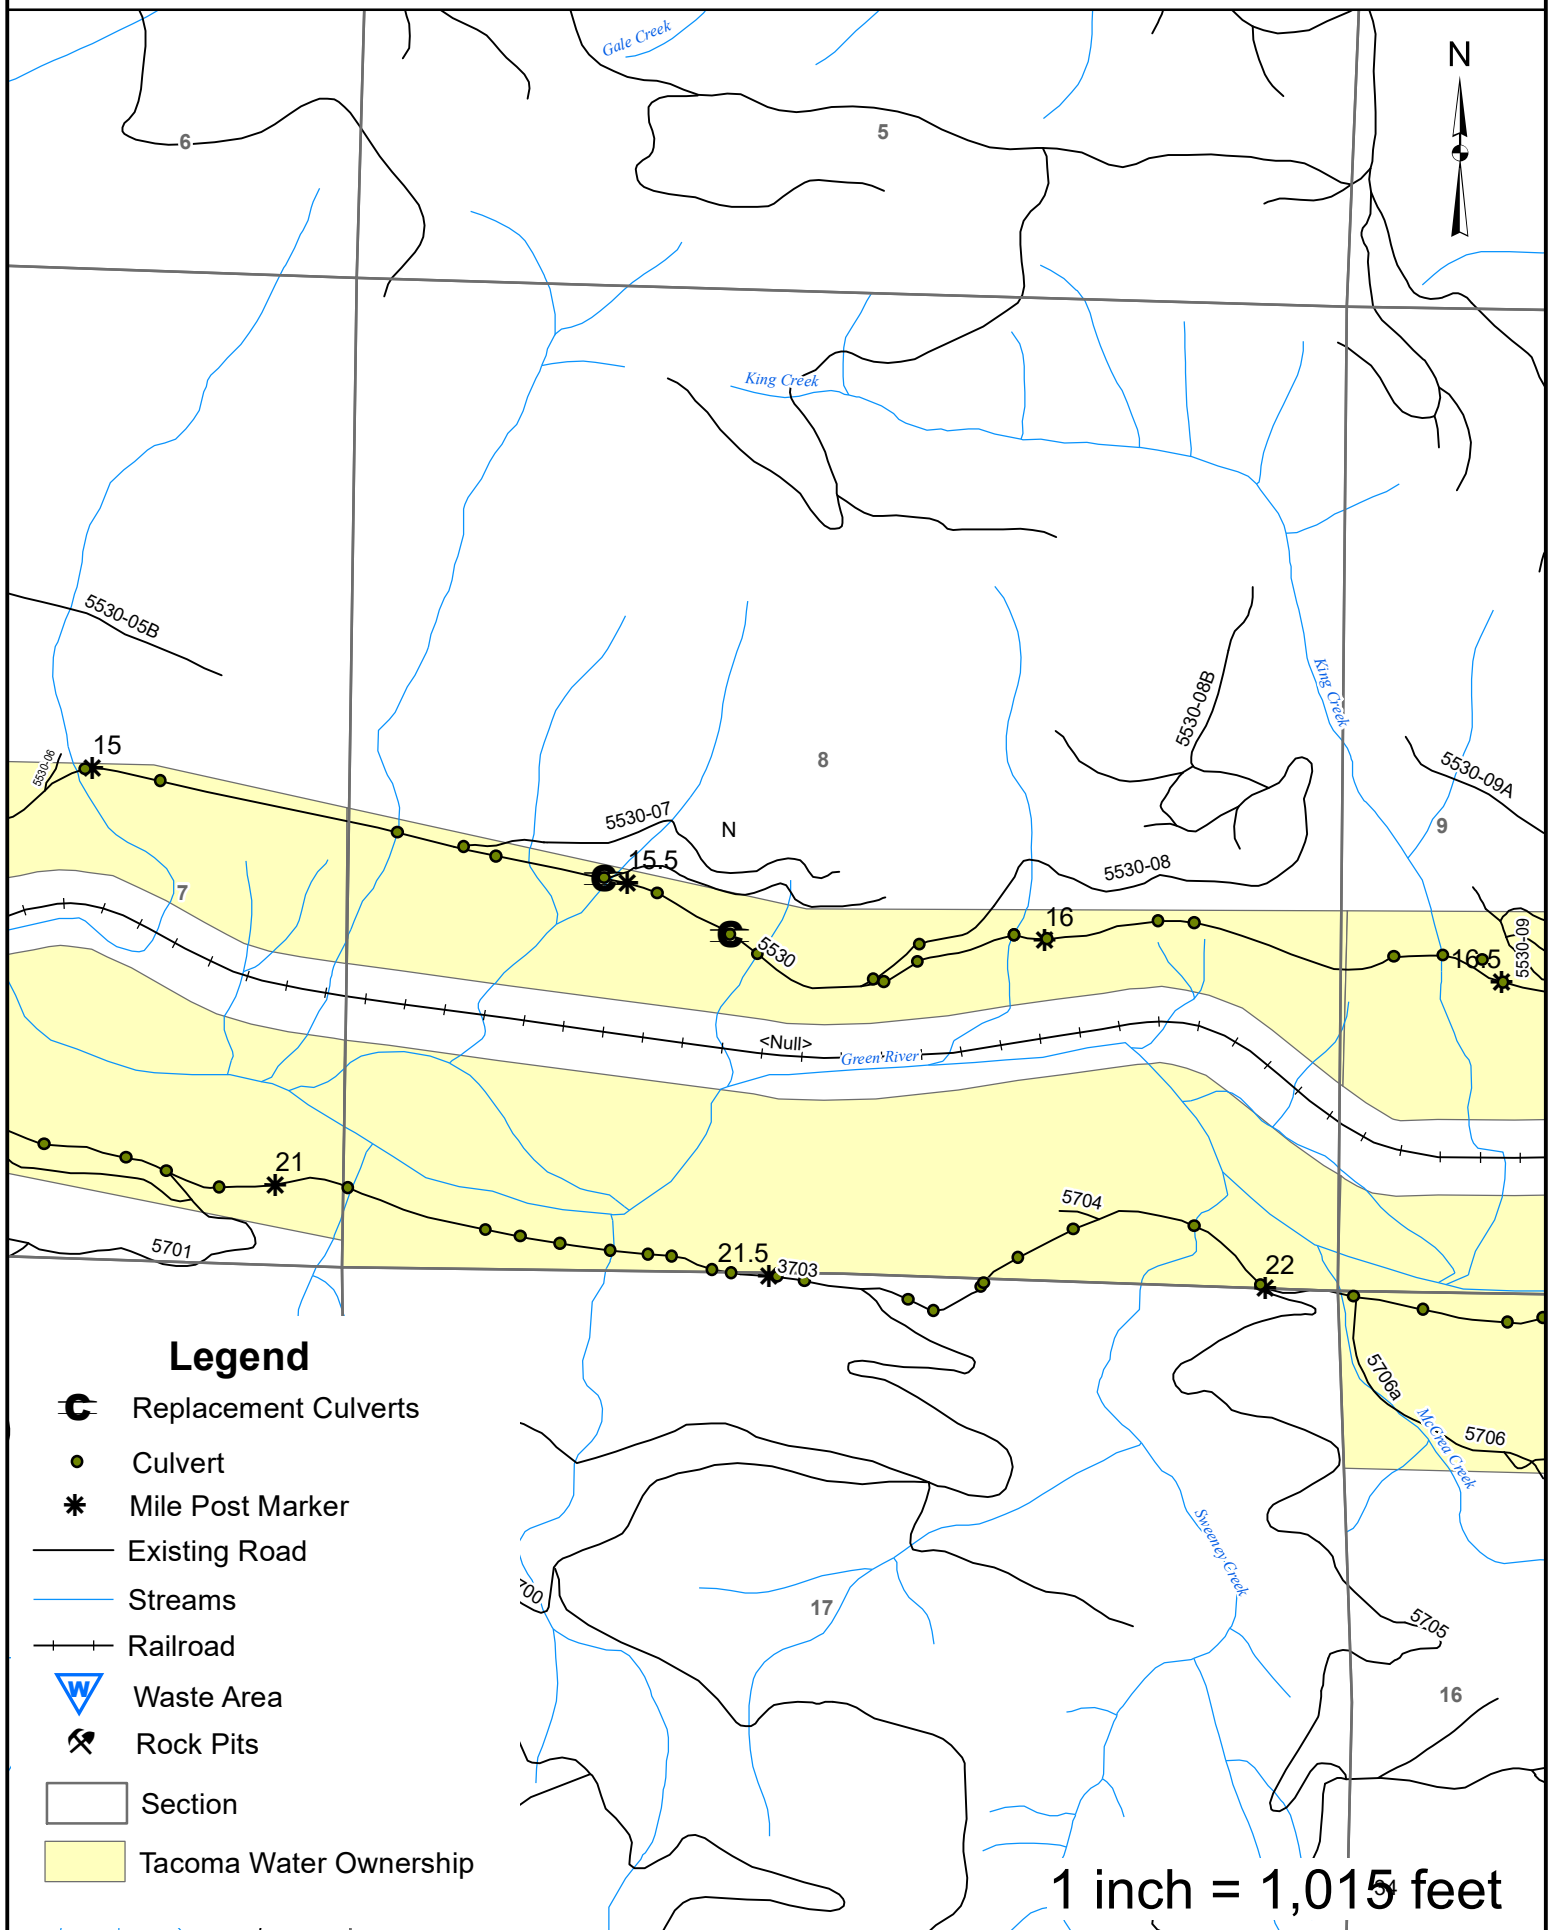 Gale Creek
N
6
5
King Creek
5530-05B
King Creek
5530-08B
15
5530-06
8
5530-09A
5530-07
N
9
15.5
5530-08
7
16
5530
16.5
5530-09
<Null>
Green River
21
5704
5701
21.5
3703
22
Legend
Replacement Culverts
Culvert
Mile Post Marker
Existing Road
Streams
Railroad
W
Waste Area
Rock Pits
Section
Tacoma Water Ownership
C
C
C
5706a
McCrea Creek
5706
Sweeney Creek
700
17
5705
16
1 inch = 1,015 feet
34